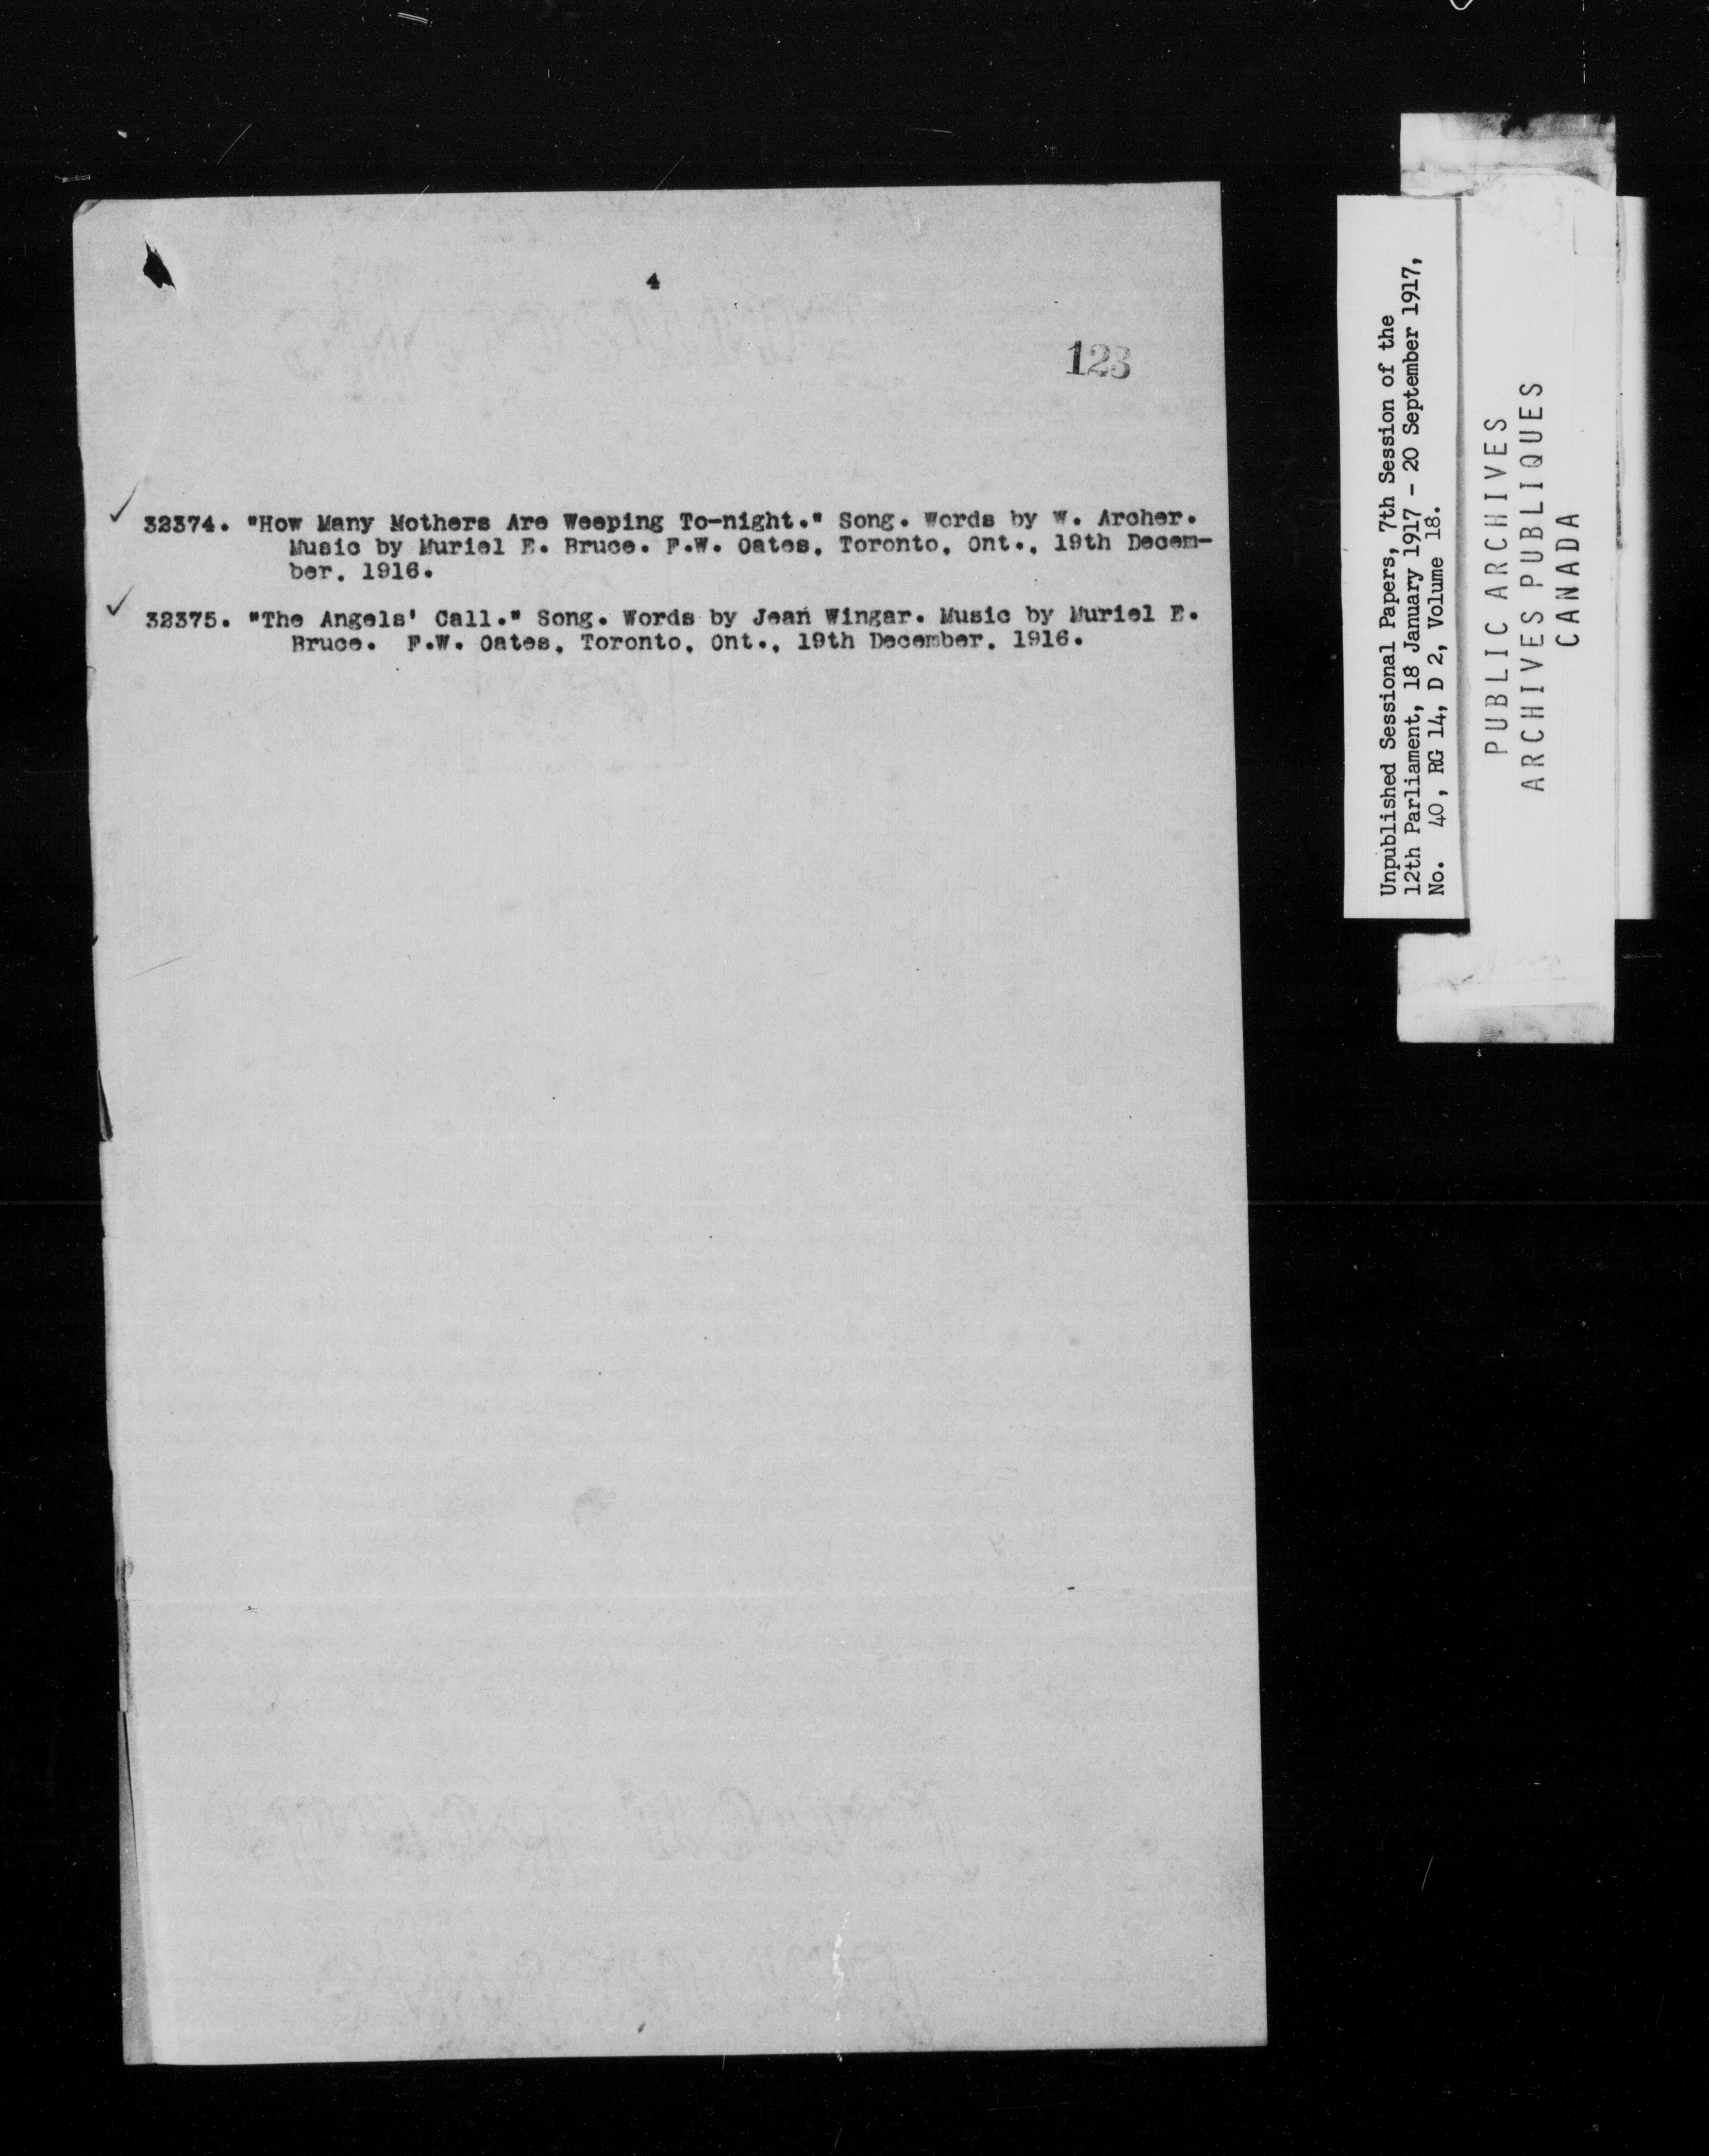 4
123
32374. "How Many Mothers Are Weeping To-night." Song. Words by W. Archer.
Music by Muriel E. Bruce. F.W. Oates, Toronto, Ont., 19th Decem-
ber, 1916.
32375. "The Angels' Call." Song. Words by Jean Wingar. Music by Muriel E.
Bruce. F.W. Oates, Toronto, Ont., 19th December, 1916.
Unpublished Sessional Papers, 7th Session of the
12th Parliament, 18 January 1917 - 20 September 1917,
No. 40, RG 14, D 2, Volume 18.
PUBLIC ARCHIVES
ARCHIVES PUBLIQUES
CANADA